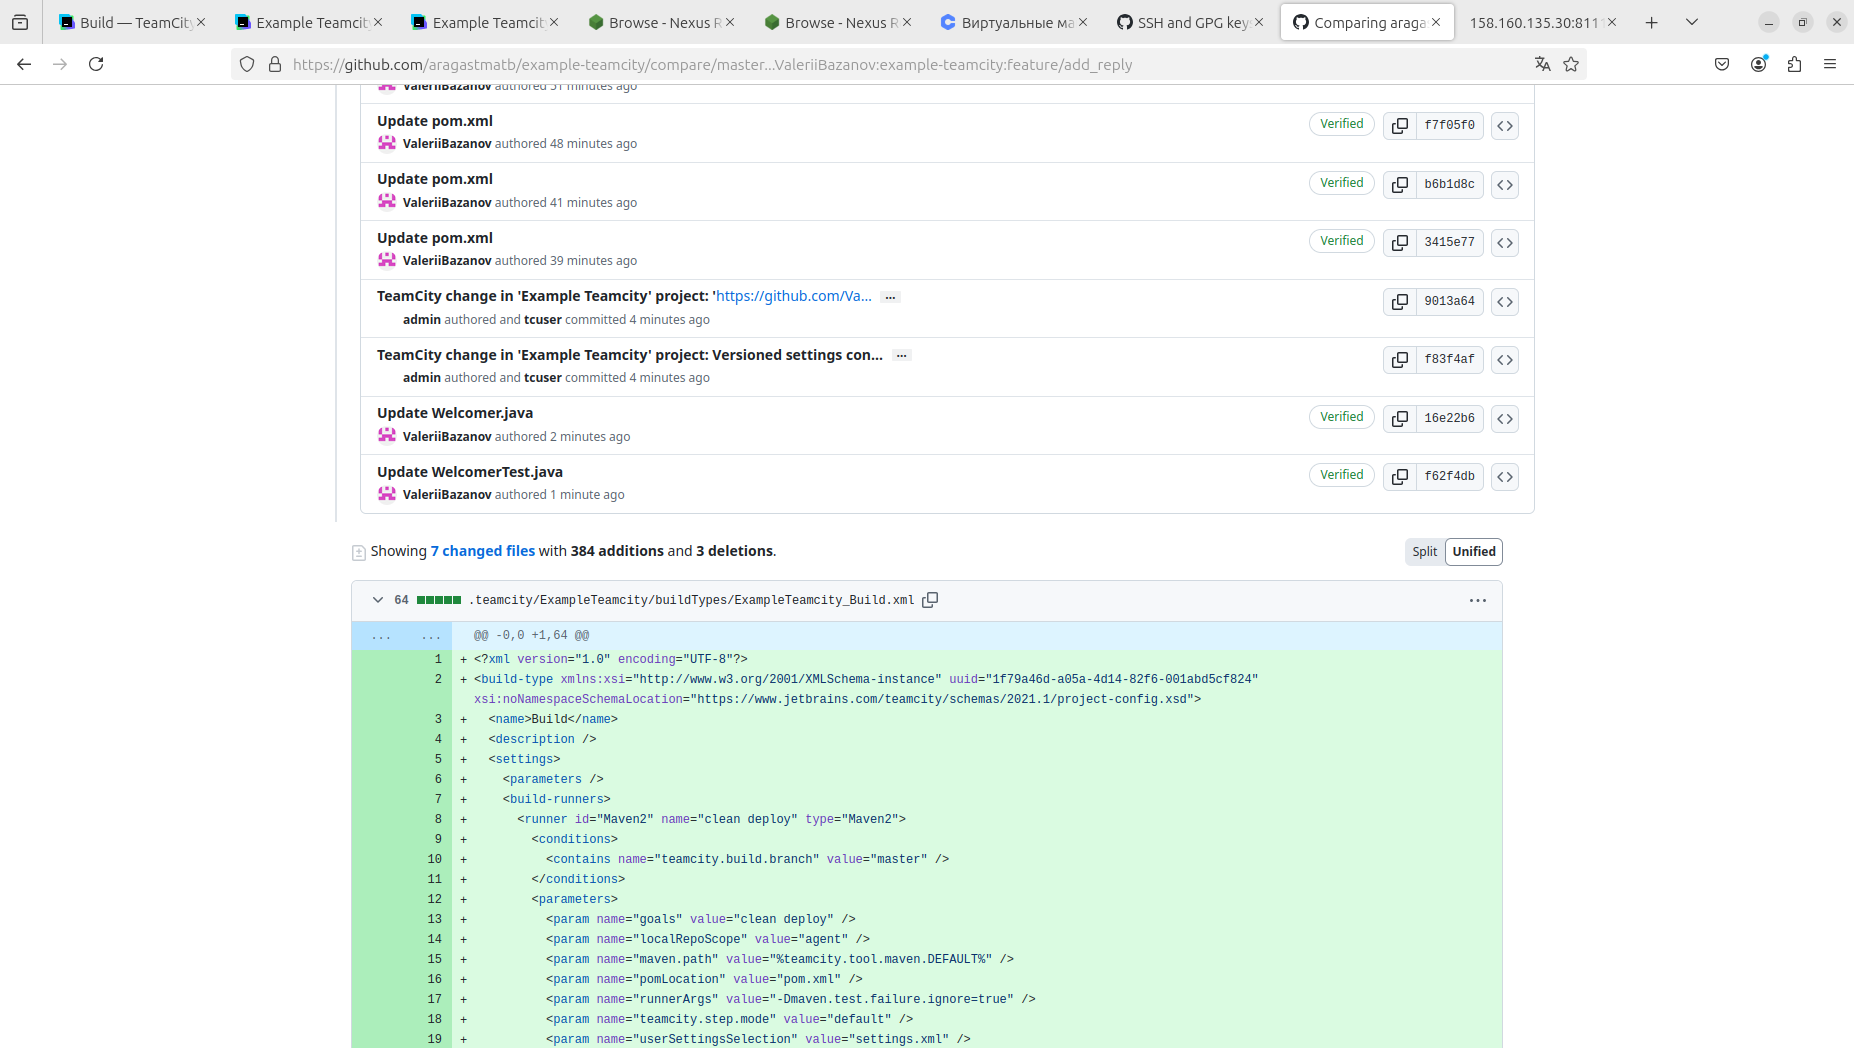 Build — TeamCity
Example Teamcity
Example Teamcity
Browse - Nexus R
Browse - Nexus R
Виртуальные ма
SSH and GPG key
Comparing araga
158.160.135.30:811
https://github.com/aragastmatb/example-teamcity/compare/master...ValeriiBazanov:example-teamcity:feature/add_reply
ValeriiBazanov authored 51 minutes ago
Update pom.xml
Verified
f7f05f0
ValeriiBazanov authored 48 minutes ago
Update pom.xml
Verified
b6b1d8c
ValeriiBazanov authored 41 minutes ago
Update pom.xml
Verified
3415e77
ValeriiBazanov authored 39 minutes ago
TeamCity change in 'Example Teamcity' project: 'https://github.com/Va... ...
9013a64
admin authored and tcuser committed 4 minutes ago
TeamCity change in 'Example Teamcity' project: Versioned settings con... ...
f83f4af
admin authored and tcuser committed 4 minutes ago
Update Welcomer.java
Verified
16e22b6
ValeriiBazanov authored 2 minutes ago
Update WelcomerTest.java
Verified
f62f4db
ValeriiBazanov authored 1 minute ago
Showing 7 changed files with 384 additions and 3 deletions.
Split Unified
64 .teamcity/ExampleTeamcity/buildTypes/ExampleTeamcity_Build.xml
... ... @@ -0,0 +1,64 @@
1 + <?xml version="1.0" encoding="UTF-8"?>
2 + <build-type xmlns:xsi="http://www.w3.org/2001/XMLSchema-instance" uuid="1f79a46d-a05a-4d14-82f6-001abd5cf824"
xsi:noNamespaceSchemaLocation="https://www.jetbrains.com/teamcity/schemas/2021.1/project-config.xsd">
3 + <name>Build</name>
4 + <description />
5 + <settings>
6 + <parameters />
7 + <build-runners>
8 + <runner id="Maven2" name="clean deploy" type="Maven2">
9 + <conditions>
10 + <contains name="teamcity.build.branch" value="master" />
11 + </conditions>
12 + <parameters>
13 + <param name="goals" value="clean deploy" />
14 + <param name="localRepoScope" value="agent" />
15 + <param name="maven.path" value="%teamcity.tool.maven.DEFAULT%" />
16 + <param name="pomLocation" value="pom.xml" />
17 + <param name="runnerArgs" value="-Dmaven.test.failure.ignore=true" />
18 + <param name="teamcity.step.mode" value="default" />
19 + <param name="userSettingsSelection" value="settings.xml" />